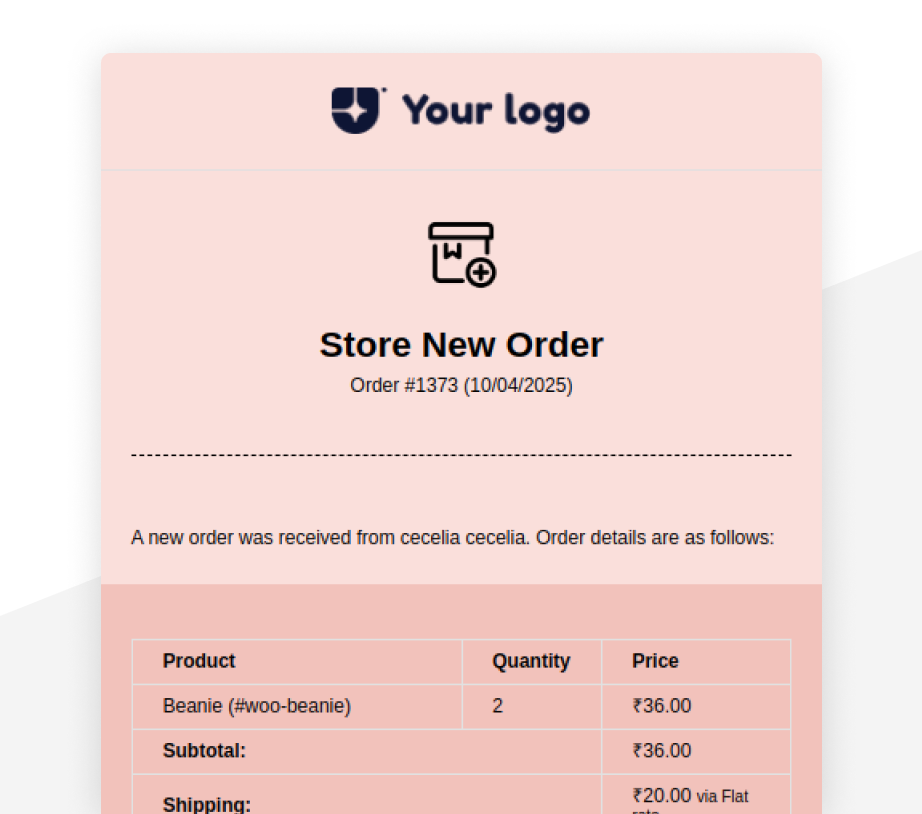 Your logo
Store New Order
Order #1373 (10/04/2025)
A new order was received from cecelia cecelia. Order details are as follows:
Product Quantity Price
Beanie (#woo-beanie) 2 ₹36.00
Subtotal: ₹36.00
Shipping: ₹20.00 via Flat